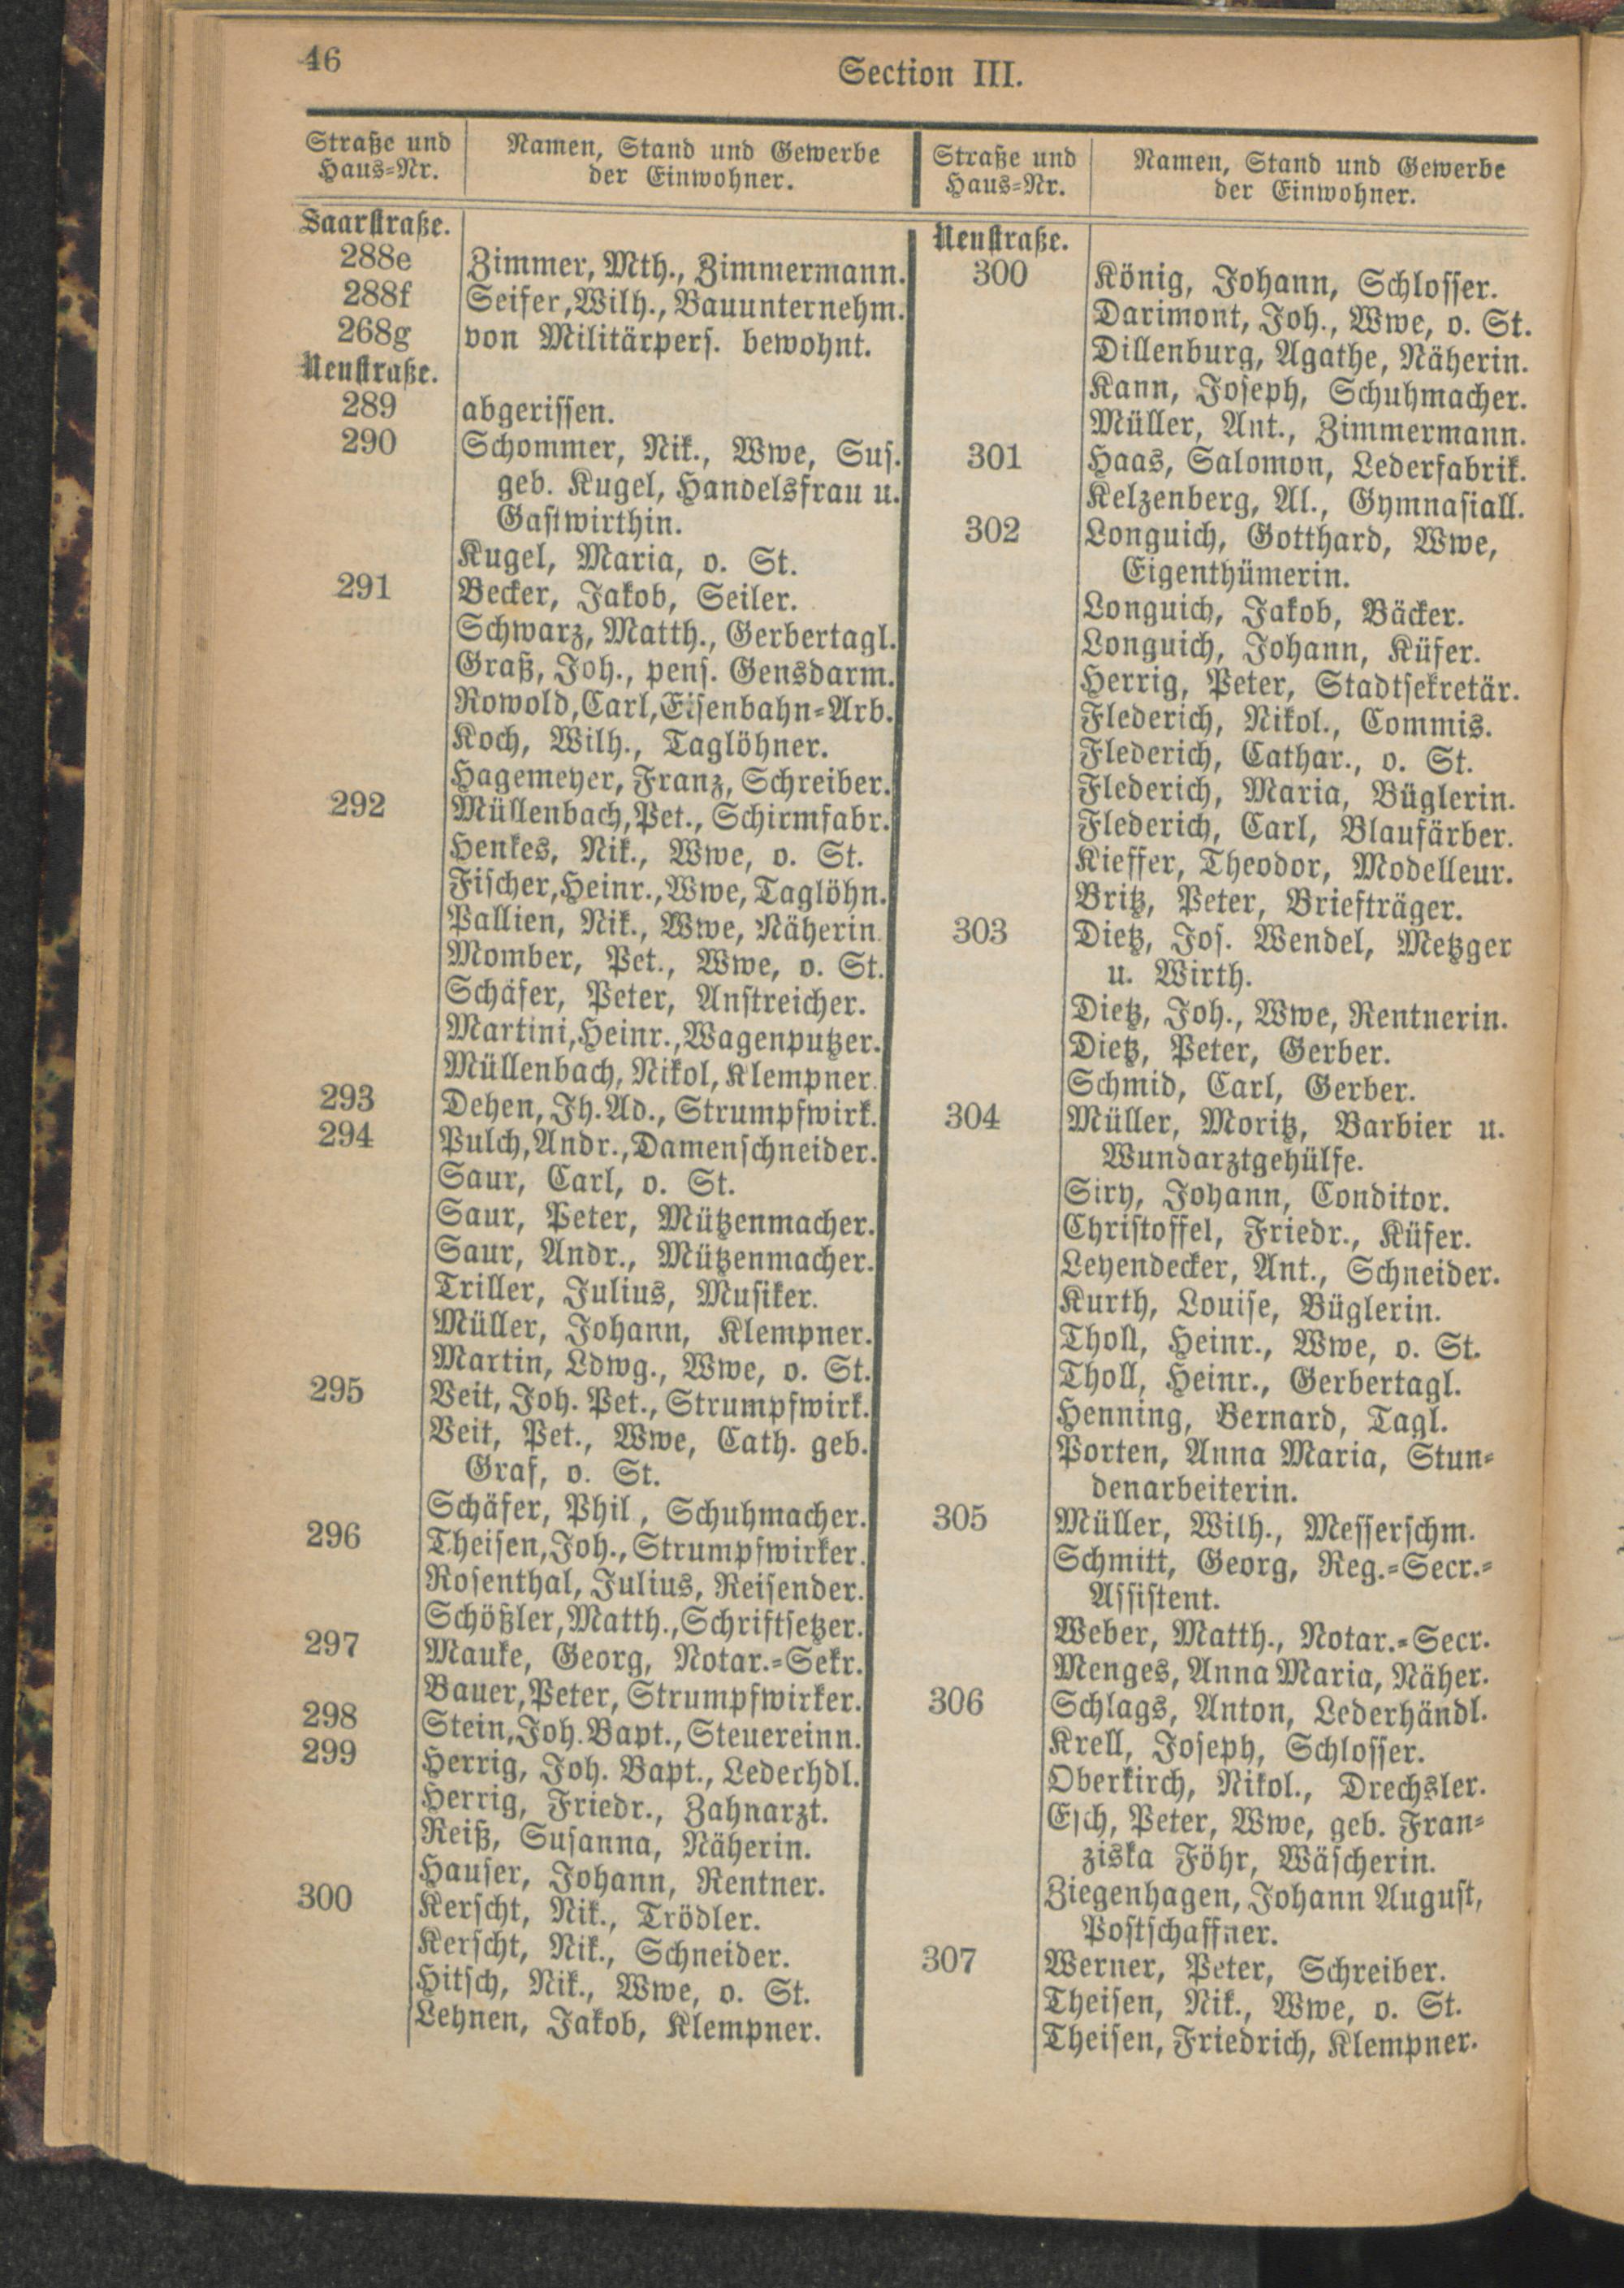 46
Section III.
Straße und
Haus=Nr.
Namen, Stand und Gewerbe
der Einwohner.
Saarstraße.
288e Zimmer, Mth., Zimmermann.
288f Seifer, Wilh., Bauunternehm.
268g von Militärpers. bewohnt.
Neustraße.
289 abgerissen.
290 Schommer, Nik., Wwe, Sus.
geb. Kugel, Handelsfrau u.
Gastwirthin.
Kugel, Maria, o. St.
291 Becker, Jakob, Seiler.
Schwarz, Matth., Gerbertagl.
Graß, Joh., pens. Gensdarm.
Rowold, Carl, Eisenbahn=Arb.
Koch, Wilh., Taglöhner.
Hagemeyer, Franz, Schreiber.
292 Müllenbach, Pet., Schirmfabr.
Henkes, Nik., Wwe, o. St.
Fischer, Heinr., Wwe, Taglöhn.
Pallien, Nik., Wwe, Näherin.
Momber, Pet., Wwe, o. St.
Schäfer, Peter, Anstreicher.
Martini, Heinr., Wagenputzer.
Müllenbach, Nikol, Klempner.
293 Dehen, Jh. Ad., Strumpfwirk.
294 Pulch, Andr., Damenschneider.
Saur, Carl, o. St.
Saur, Peter, Mützenmacher.
Saur, Andr., Mützenmacher.
Triller, Julius, Musiker.
Müller, Johann, Klempner.
Martin, Ldwg., Wwe, o. St.
295 Veit, Joh. Pet., Strumpfwirk.
Veit, Pet., Wwe, Cath. geb.
Graf, o. St.
Schäfer, Phil, Schuhmacher.
296 Theisen, Joh., Strumpfwirker.
Rosenthal, Julius, Reisender.
Schößler, Matth., Schriftsetzer.
297 Mauke, Georg, Notar.=Sekr.
Bauer, Peter, Strumpfwirker.
298 Stein, Joh. Bapt., Steuereinn.
299 Herrig, Joh. Bapt., Lederhdl.
Herrig, Friedr., Zahnarzt.
Reiß, Susanna, Näherin.
Hauser, Johann, Rentner.
300 Kerscht, Nik., Trödler.
Kerscht, Nik., Schneider.
Hitsch, Nik., Wwe, o. St.
Lehnen, Jakob, Klempner.
Straße und
Haus=Nr.
Namen, Stand und Gewerbe
der Einwohner.
Neustraße.
300 König, Johann, Schlosser.
Darimont, Joh., Wwe, o. St.
Dillenburg, Agathe, Näherin.
Kann, Joseph, Schuhmacher.
Müller, Ant., Zimmermann.
301 Haas, Salomon, Lederfabrik.
Kelzenberg, Al., Gymnasiall.
302 Longuich, Gotthard, Wwe,
Eigenthümerin.
Longuich, Jakob, Bäcker.
Longuich, Johann, Küfer.
Herrig, Peter, Stadtsekretär.
Flederich, Nikol., Commis.
Flederich, Cathar., o. St.
Flederich, Maria, Büglerin.
Flederich, Carl, Blaufärber.
Kieffer, Theodor, Modelleur.
Britz, Peter, Briefträger.
303 Dietz, Jos. Wendel, Metzger
u. Wirth.
Dietz, Joh., Wwe, Rentnerin.
Dietz, Peter, Gerber.
Schmid, Carl, Gerber.
304 Müller, Moritz, Barbier u.
Wundarztgehülfe.
Siry, Johann, Conditor.
Christoffel, Friedr., Küfer.
Leyendecker, Ant., Schneider.
Kurth, Louise, Büglerin.
Tholl, Heinr., Wwe, o. St.
Tholl, Heinr., Gerbertagl.
Henning, Bernard, Tagl.
Porten, Anna Maria, Stun=
denarbeiterin.
305 Müller, Wilh., Messerschm.
Schmitt, Georg, Reg.=Secr.=
Assistent.
Weber, Matth., Notar.=Secr.
Menges, Anna Maria, Näher.
306 Schlags, Anton, Lederhändl.
Krell, Joseph, Schlosser.
Oberkirch, Nikol., Drechsler.
Esch, Peter, Wwe, geb. Fran=
ziska Föhr, Wäscherin.
Ziegenhagen, Johann August,
Postschaffner.
307 Werner, Peter, Schreiber.
Theisen, Nik., Wwe, o. St.
Theisen, Friedrich, Klempner.